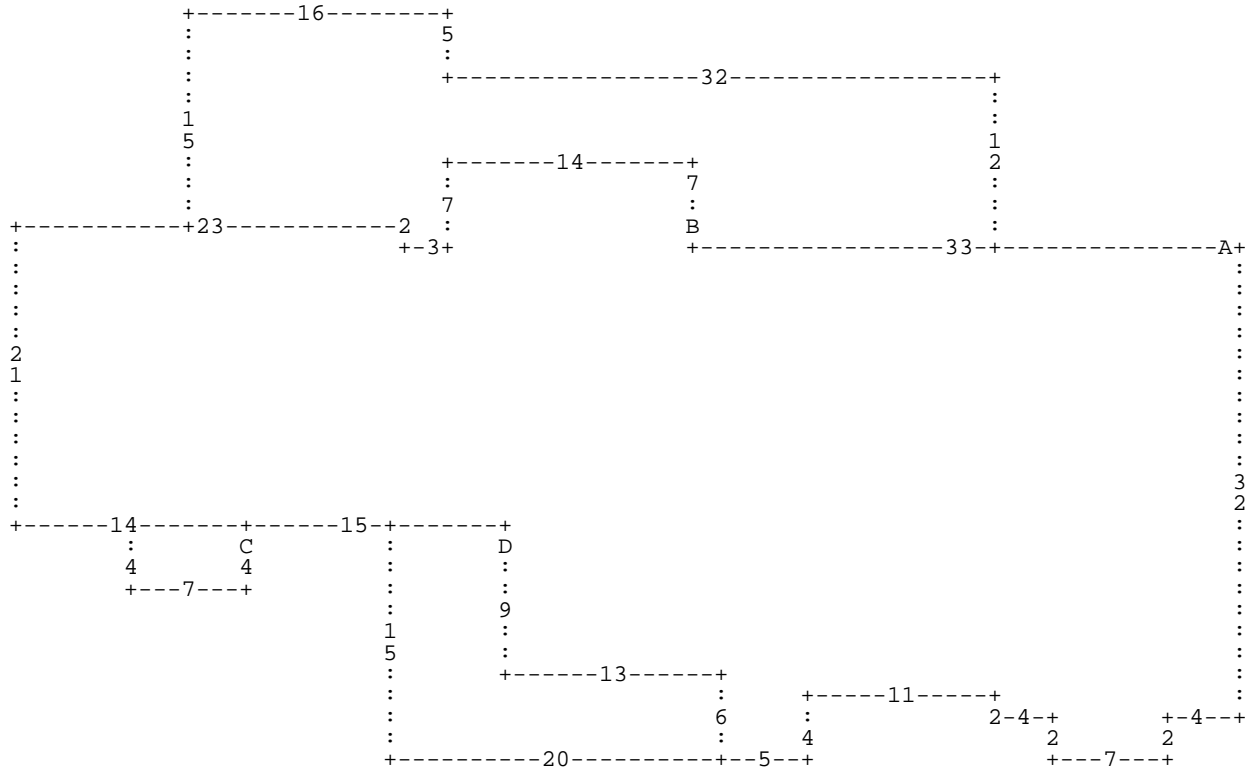 +-------16--------+
            :                 5
            :                 :
            :                 +-----------------32------------------+
            :                                                       :
            1                                                       :
            5                                                       1
            :                 +-------14-------+                    2
            :                 :                7                    :
            :                 7                :                    :
+-----------+23------------2  :                B                    :
:                          +-3+                +-----------------33-+---------------A+
:                                                                                    :
:                                                                                    :
:                                                                                    :
:                                                                                    :
2                                                                                    :
1                                                                                    :
:                                                                                    :
:                                                                                    :
:                                                                                    :
:                                                                                    :
:                                                                                    3
:                                                                                    2
+------14-------+------15-+-------+                                                  :
        :       C         :       D                                                  :
        4       4         :       :                                                  :
        +---7---+         :       :                                                  :
                          :       9                                                  :
                          1       :                                                  :
                          5       :                                                  :
                          :       +------13------+                                   :
                          :                      :     +-----11-----+                :
                          :                      6     :            2-4-+       +-4--+
                          :                      :     4                2       2
                          +----------20----------+--5--+                +---7---+